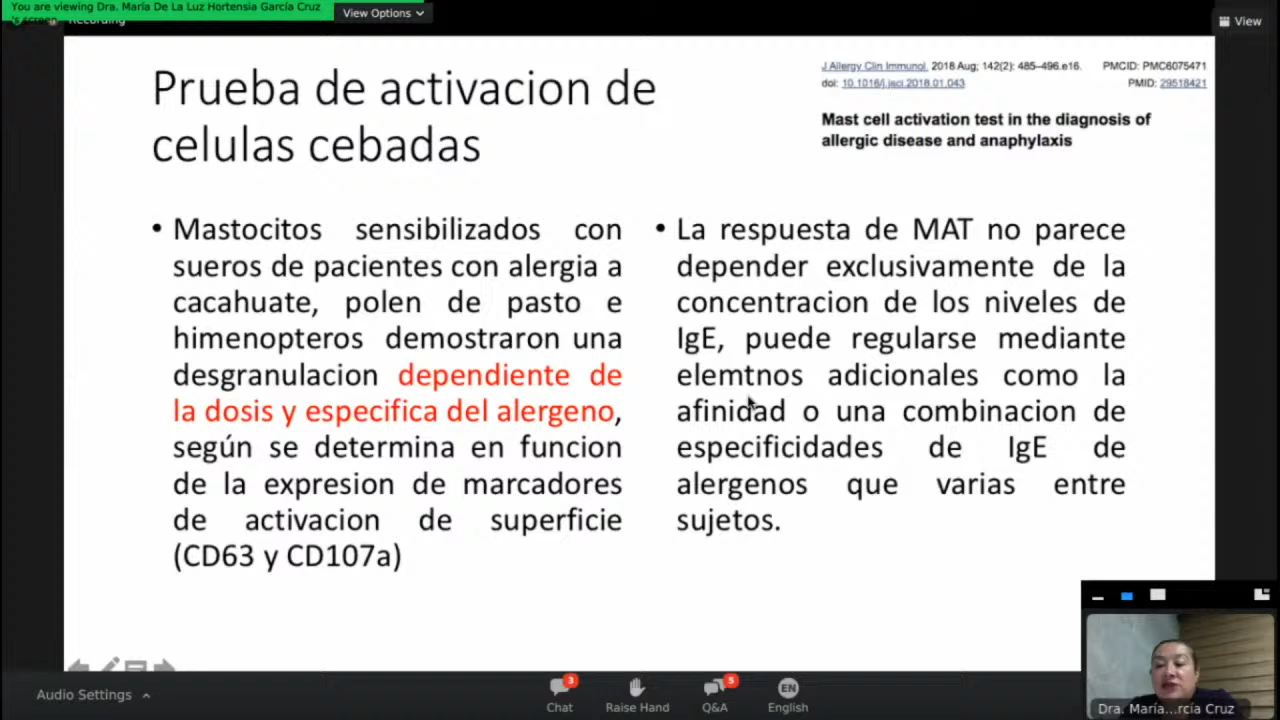 You are viewing Dra. María De La Luz Hortensia García Cruz
's screen
View Options
Recording
View
Prueba de activacion de
celulas cebadas
J Allergy Clin Immunol. 2018 Aug; 142(2): 485–496.e16.
PMCID: PMC6075471
doi: 10.1016/j.jaci.2018.01.043
PMID: 29518421
Mast cell activation test in the diagnosis of
allergic disease and anaphylaxis
• Mastocitos sensibilizados con
sueros de pacientes con alergia a
cacahuate, polen de pasto e
himenopteros demostraron una
desgranulacion dependiente de
la dosis y especifica del alergeno,
según se determina en funcion
de la expresion de marcadores
de activacion de superficie
(CD63 y CD107a)
• La respuesta de MAT no parece
depender exclusivamente de la
concentracion de los niveles de
IgE, puede regularse mediante
elemtnos adicionales como la
afinidad o una combinacion de
especificidades de IgE de
alergenos que varias entre
sujetos.
Audio Settings
3
Chat
Raise Hand
5
Q&A
EN
English
Dra. María...rcía Cruz